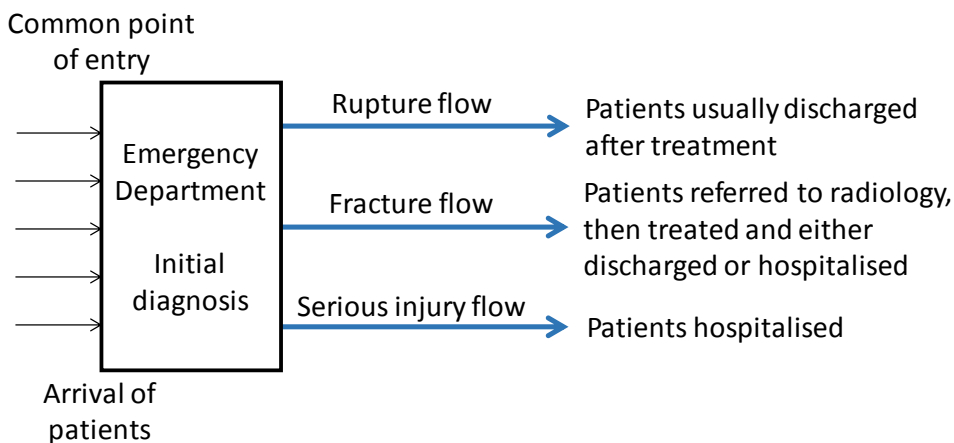 Common point
of entry
Emergency
Department
Initial
diagnosis
Arrival of
patients
Rupture flow
Patients usually discharged
after treatment
Fracture flow
Patients referred to radiology,
then treated and either
discharged or hospitalised
Serious injury flow
Patients hospitalised